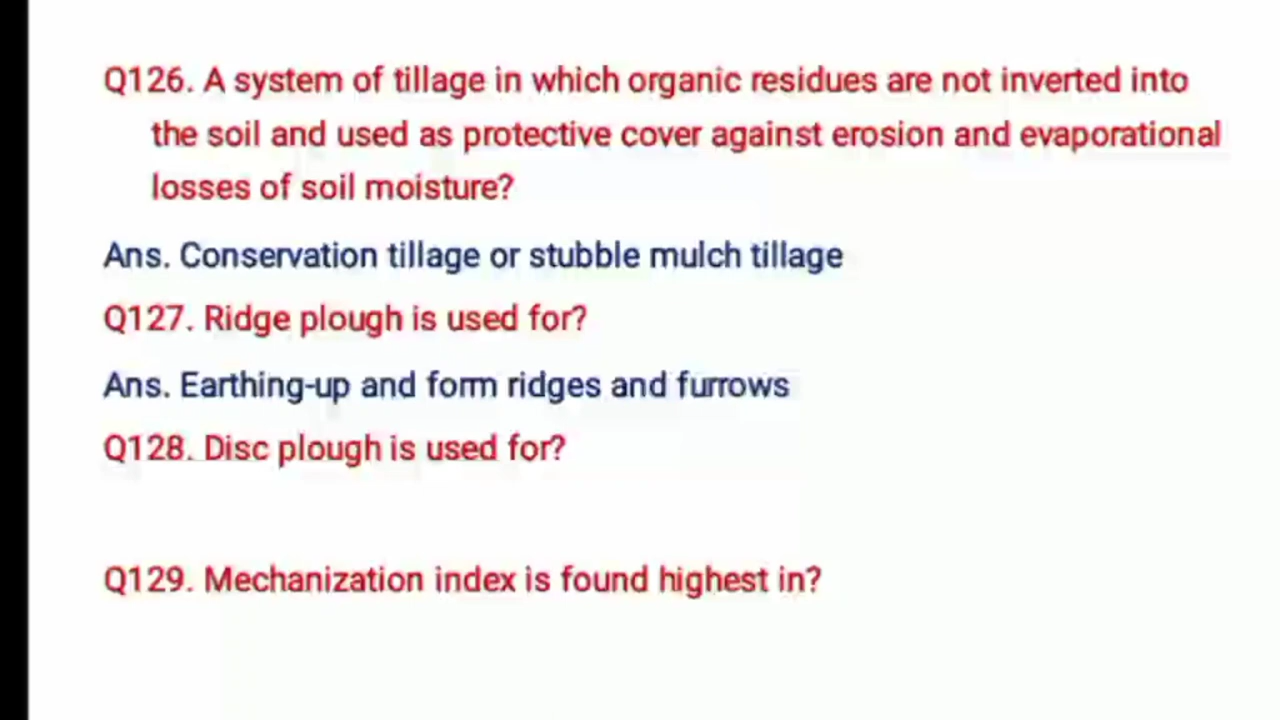 Q126. A system of tillage in which organic residues are not inverted into
the soil and used as protective cover against erosion and evaporational
losses of soil moisture?
Ans. Conservation tillage or stubble mulch tillage
Q127. Ridge plough is used for?
Ans. Earthing-up and form ridges and furrows
Q128. Disc plough is used for?
Q129. Mechanization index is found highest in?